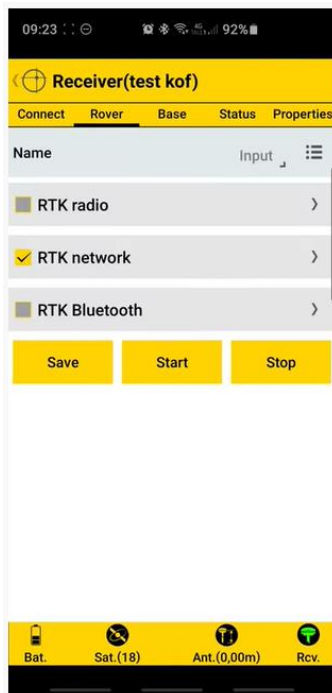 09:23
92%
Receiver(test kof)
Connect Rover Base Status Properties
Name Input
RTK radio
RTK network
RTK Bluetooth
Save Start Stop
Bat. Sat.(18) Ant.(0,00m) Rcv.